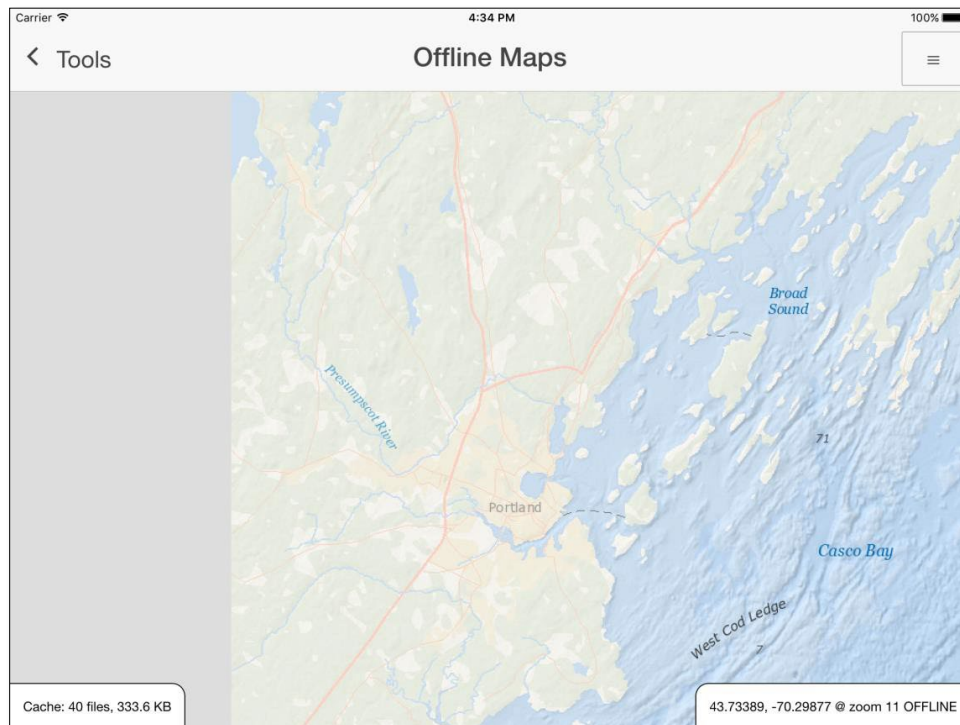 Carrier
4:34 PM
100%
Tools
Offline Maps
Broad
Sound
Presumpscot River
71
Portland
Casco Bay
West Cod Ledge
7
Cache: 40 files, 333.6 KB
43.73389, -70.29877 @ zoom 11 OFFLINE